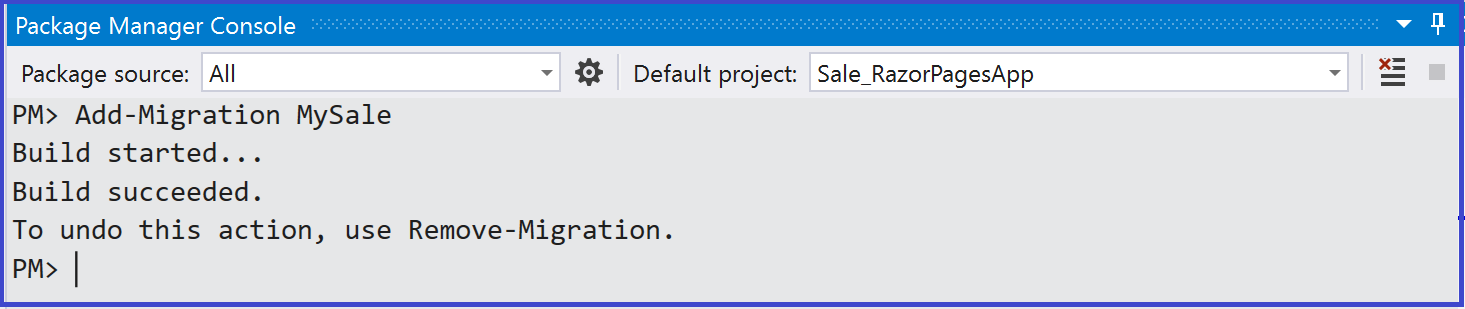 Package Manager Console
Package source: All Default project: Sale_RazorPagesApp
PM> Add-Migration MySale
Build started...
Build succeeded.
To undo this action, use Remove-Migration.
PM>